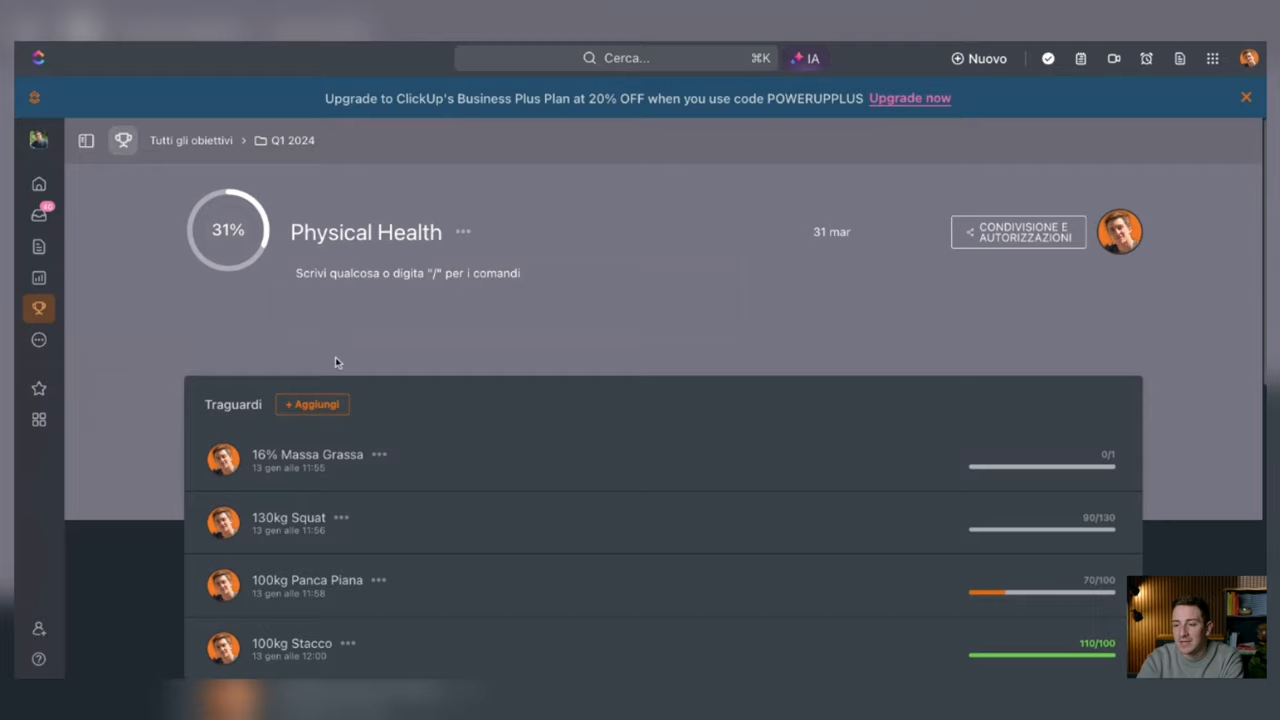 Cerca...
⌘K
IA
Nuovo
Upgrade to ClickUp's Business Plus Plan at 20% OFF when you use code POWERUPPLUS Upgrade now
Tutti gli obiettivi > Q1 2024
40
31%
Physical Health
31 mar
CONDIVISIONE E
AUTORIZZAZIONI
Scrivi qualcosa o digita "/" per i comandi
Traguardi
+ Aggiungi
16% Massa Grassa
13 gen alle 11:55
0/1
130kg Squat
13 gen alle 11:56
90/130
100kg Panca Piana
13 gen alle 11:58
70/100
100kg Stacco
13 gen alle 12:00
110/100